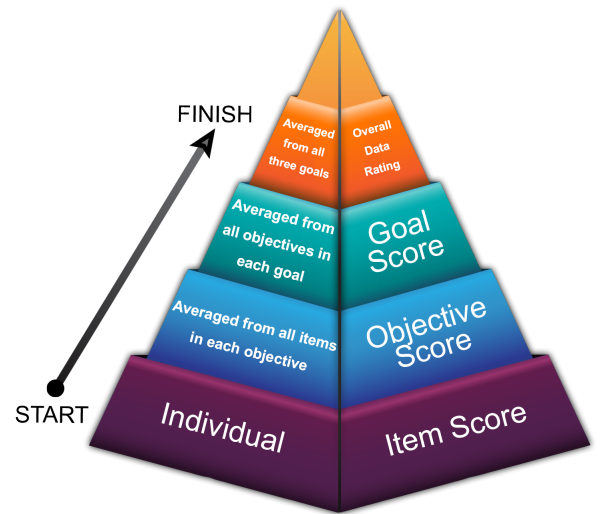 FINISH
START
Averaged
from all
three goals
Overall
Data
Rating
Averaged from
all objectives in
each goal
Goal
Score
Averaged from all items
in each objective
Objective
Score
Individual
Item Score